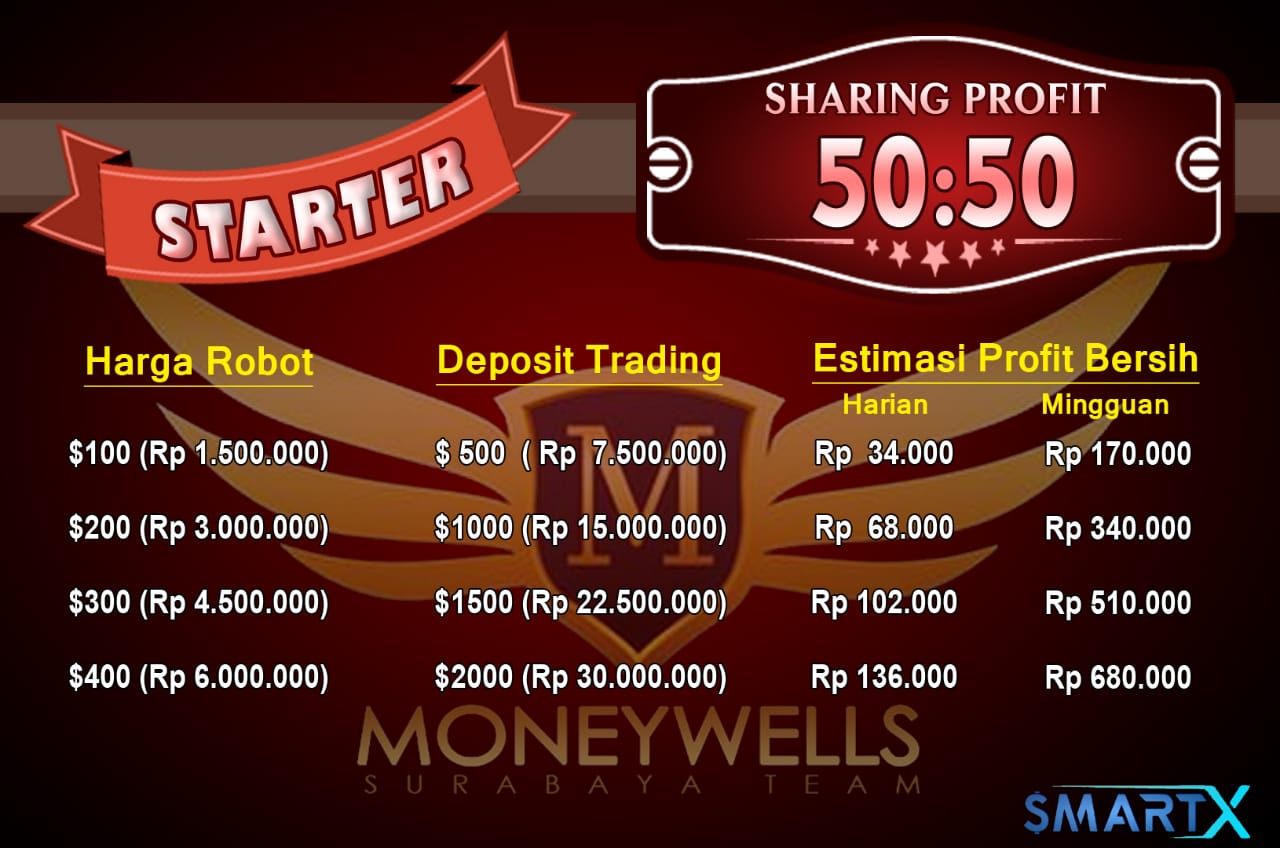 STARTER
SHARING PROFIT
50:50
Harga Robot Deposit Trading Estimasi Profit Bersih
Harian Mingguan
$100 (Rp 1.500.000) $ 500 ( Rp 7.500.000) Rp 34.000 Rp 170.000
$200 (Rp 3.000.000) $1000 (Rp 15.000.000) Rp 68.000 Rp 340.000
$300 (Rp 4.500.000) $1500 (Rp 22.500.000) Rp 102.000 Rp 510.000
$400 (Rp 6.000.000) $2000 (Rp 30.000.000) Rp 136.000 Rp 680.000
M
MONEYWELLS
SURABAYA TEAM
$MARTX